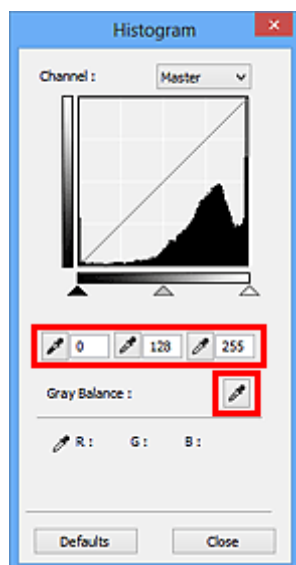 Histogram
Channel : Master
0 128 255
Gray Balance :
R : G : B :
Defaults Close